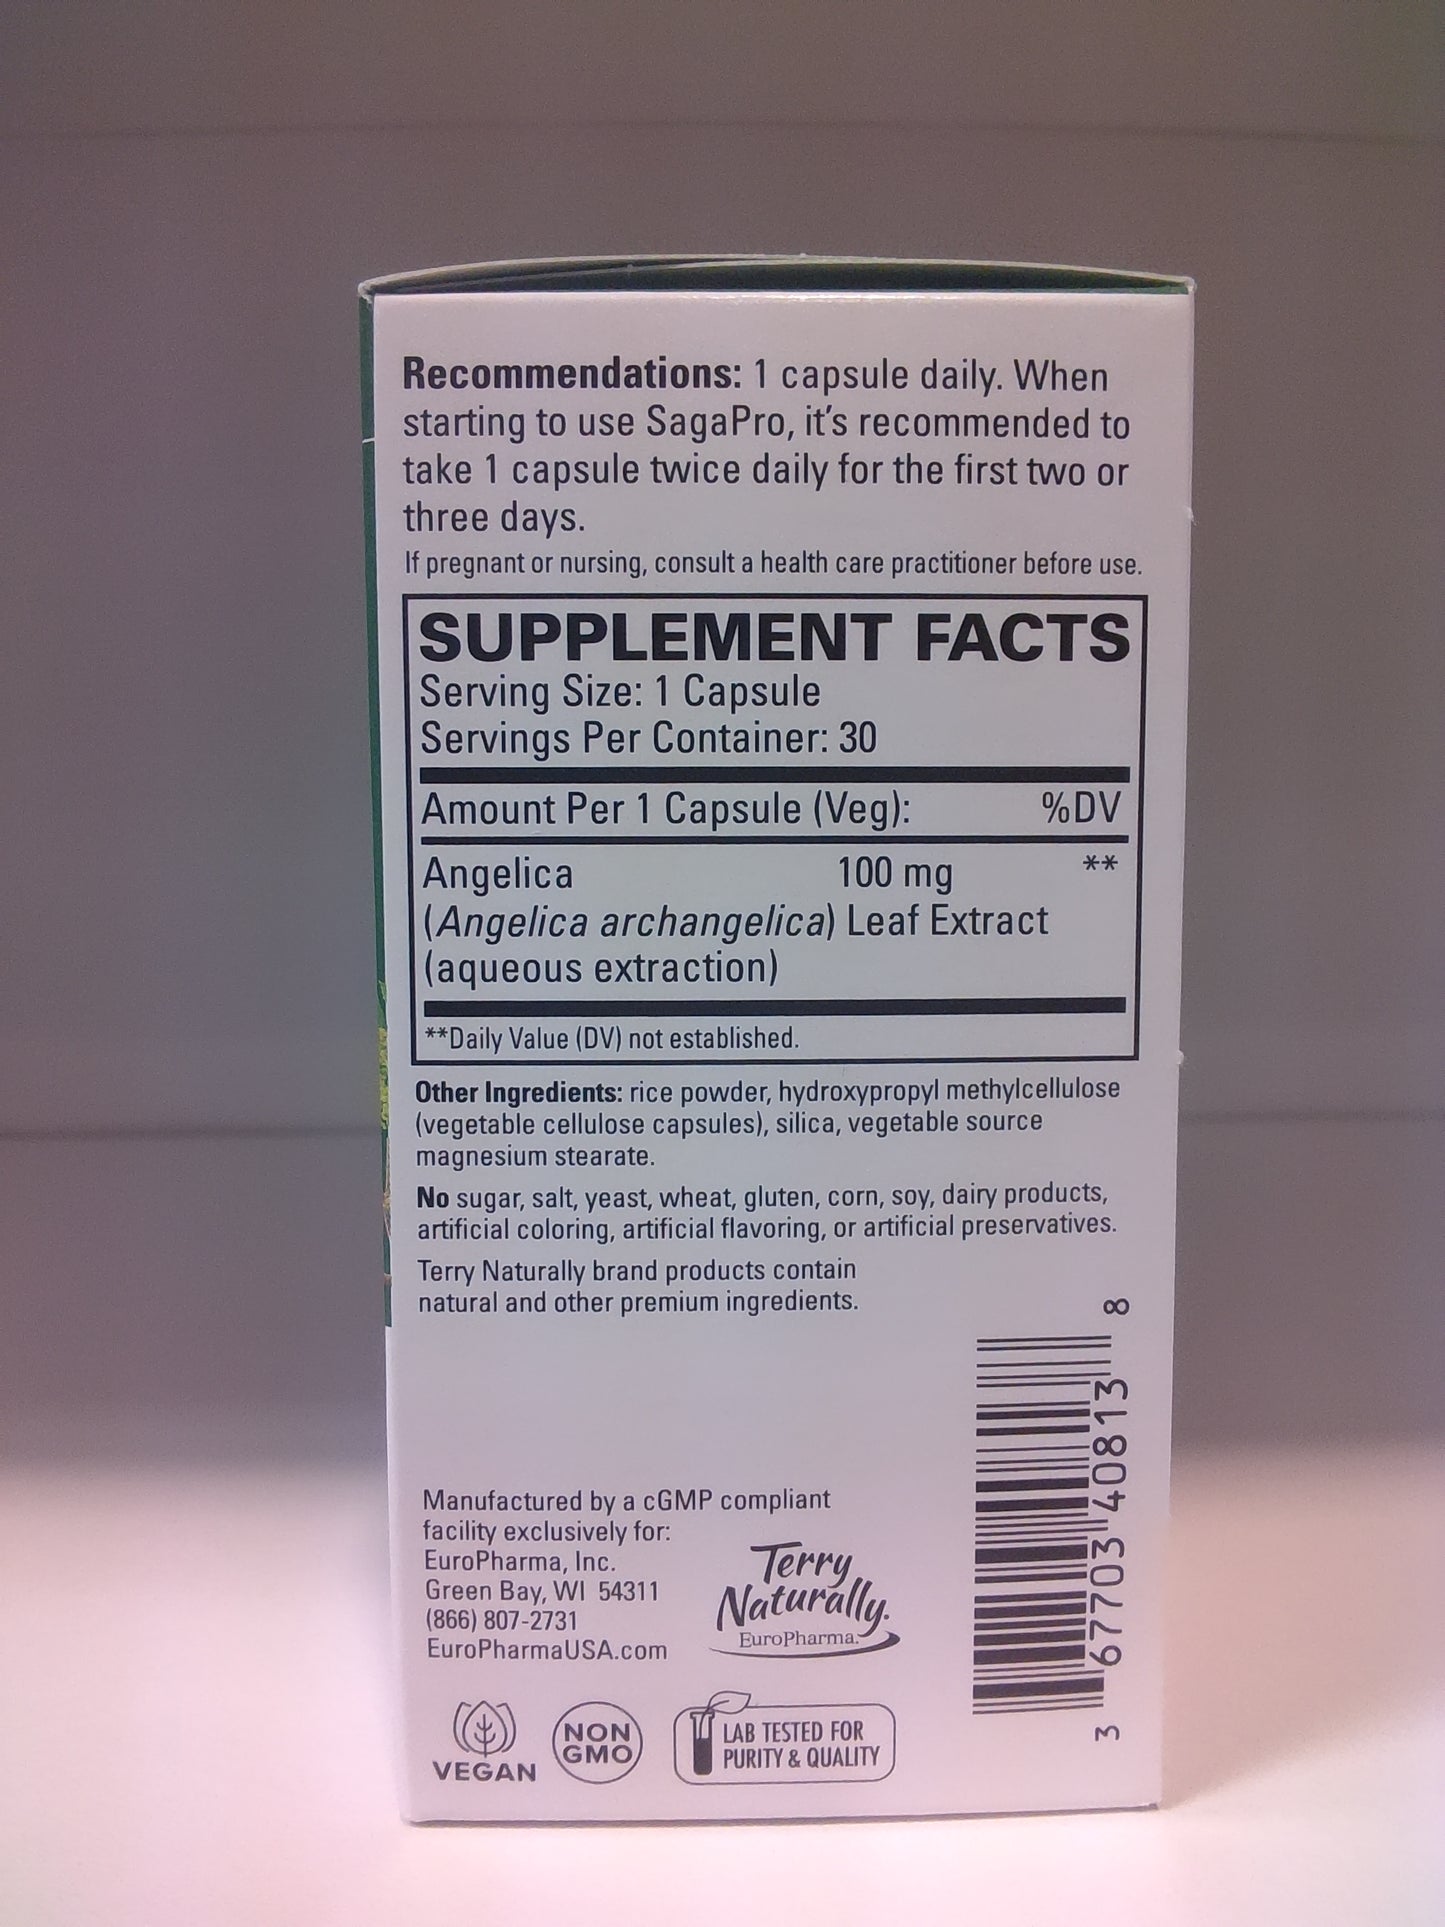 Recommendations: 1 capsule daily. When
starting to use SagaPro, it's recommended to
take 1 capsule twice daily for the first two or
three days.
If pregnant or nursing, consult a health care practitioner before use.
SUPPLEMENT FACTS
Serving Size: 1 Capsule
Servings Per Container: 30
Amount Per 1 Capsule (Veg): %DV
Angelica 100 mg **
(Angelica archangelica) Leaf Extract
(aqueous extraction)
**Daily Value (DV) not established.
Other Ingredients: rice powder, hydroxypropyl methylcellulose
(vegetable cellulose capsules), silica, vegetable source
magnesium stearate.
No sugar, salt, yeast, wheat, gluten, corn, soy, dairy products,
artificial coloring, artificial flavoring, or artificial preservatives.
Terry Naturally brand products contain
natural and other premium ingredients.
Manufactured by a cGMP compliant
facility exclusively for:
EuroPharma, Inc.
Green Bay, WI 54311
(866) 807-2731
EuroPharmaUSA.com
Terry
Naturally.
EuroPharma.
VEGAN
NON
GMO
LAB TESTED FOR
PURITY & QUALITY
3 67703 40813 8